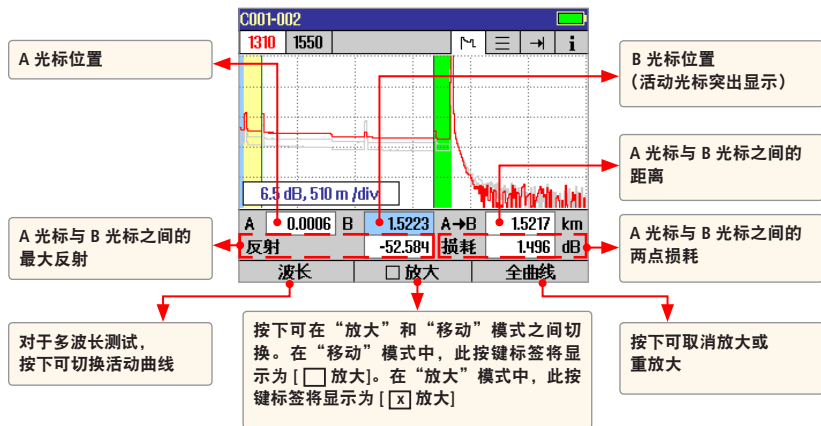 C001-002
1310 1550 i
A 光标位置
B 光标位置
（活动光标突出显示）
A 光标与 B 光标之间的
距离
6.5 dB, 510 m /div
A 0.0006 B 1.5223 A→B 1.5217 km
反射 -52.584 损耗 1.496 dB
波长 □ 放大 全曲线
A 光标与 B 光标之间的
最大反射
A 光标与 B 光标之间的
两点损耗
对于多波长测试，
按下可切换活动曲线
按下可在“放大”和“移动”模式之间切
换。在“移动”模式中，此按键标签将显
示为 [ □ 放大]。在“放大”模式中，此按
键标签将显示为 [ x 放大]
按下可取消放大或
重放大